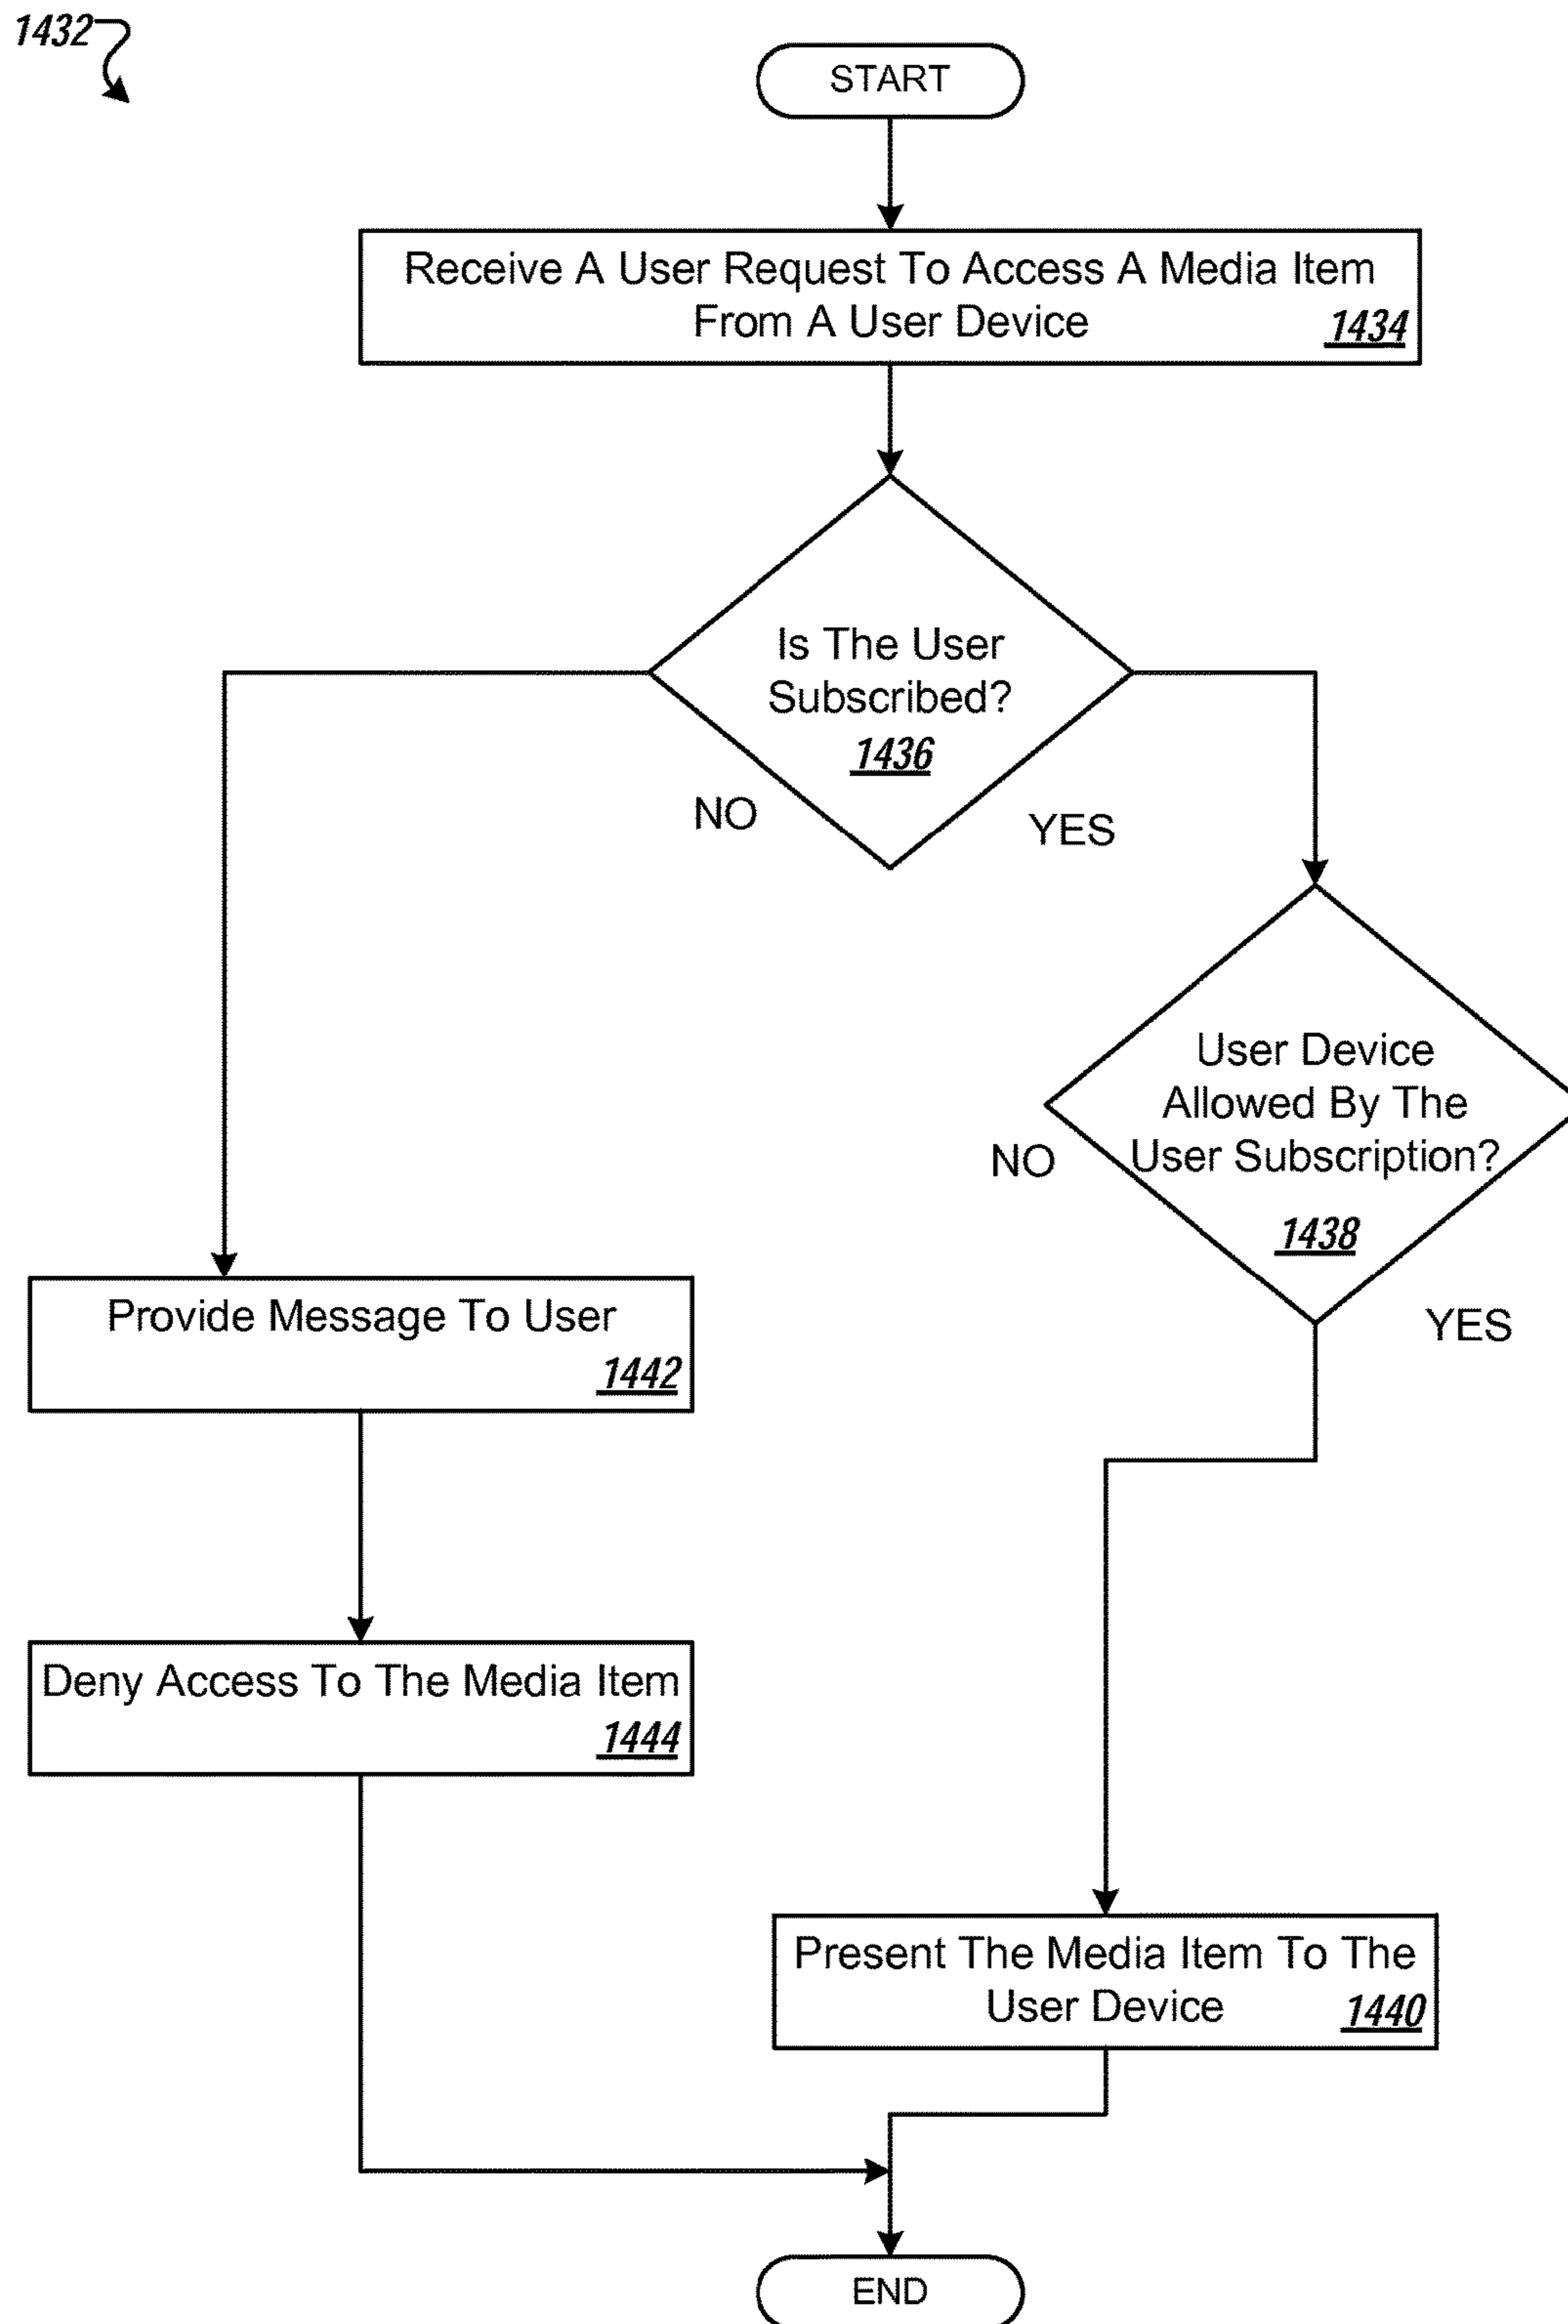 1432
START
Receive A User Request To Access A Media Item
From A User Device
1434
Is The User
Subscribed?
1436
NO
YES
User Device
Allowed By The
User Subscription?
NO
1438
YES
Provide Message To User
1442
Deny Access To The Media Item
1444
Present The Media Item To The
User Device
1440
END